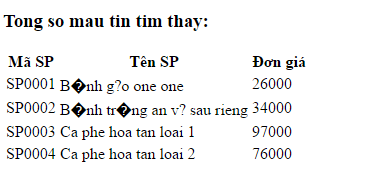 Tong so mau tin tim thay:
Mã SP Tên SP Đơn giá
SP0001 B�nh g?o one one 26000
SP0002 B�nh tr�ng an v? sau rieng 34000
SP0003 Ca phe hoa tan loai 1 97000
SP0004 Ca phe hoa tan loai 2 76000